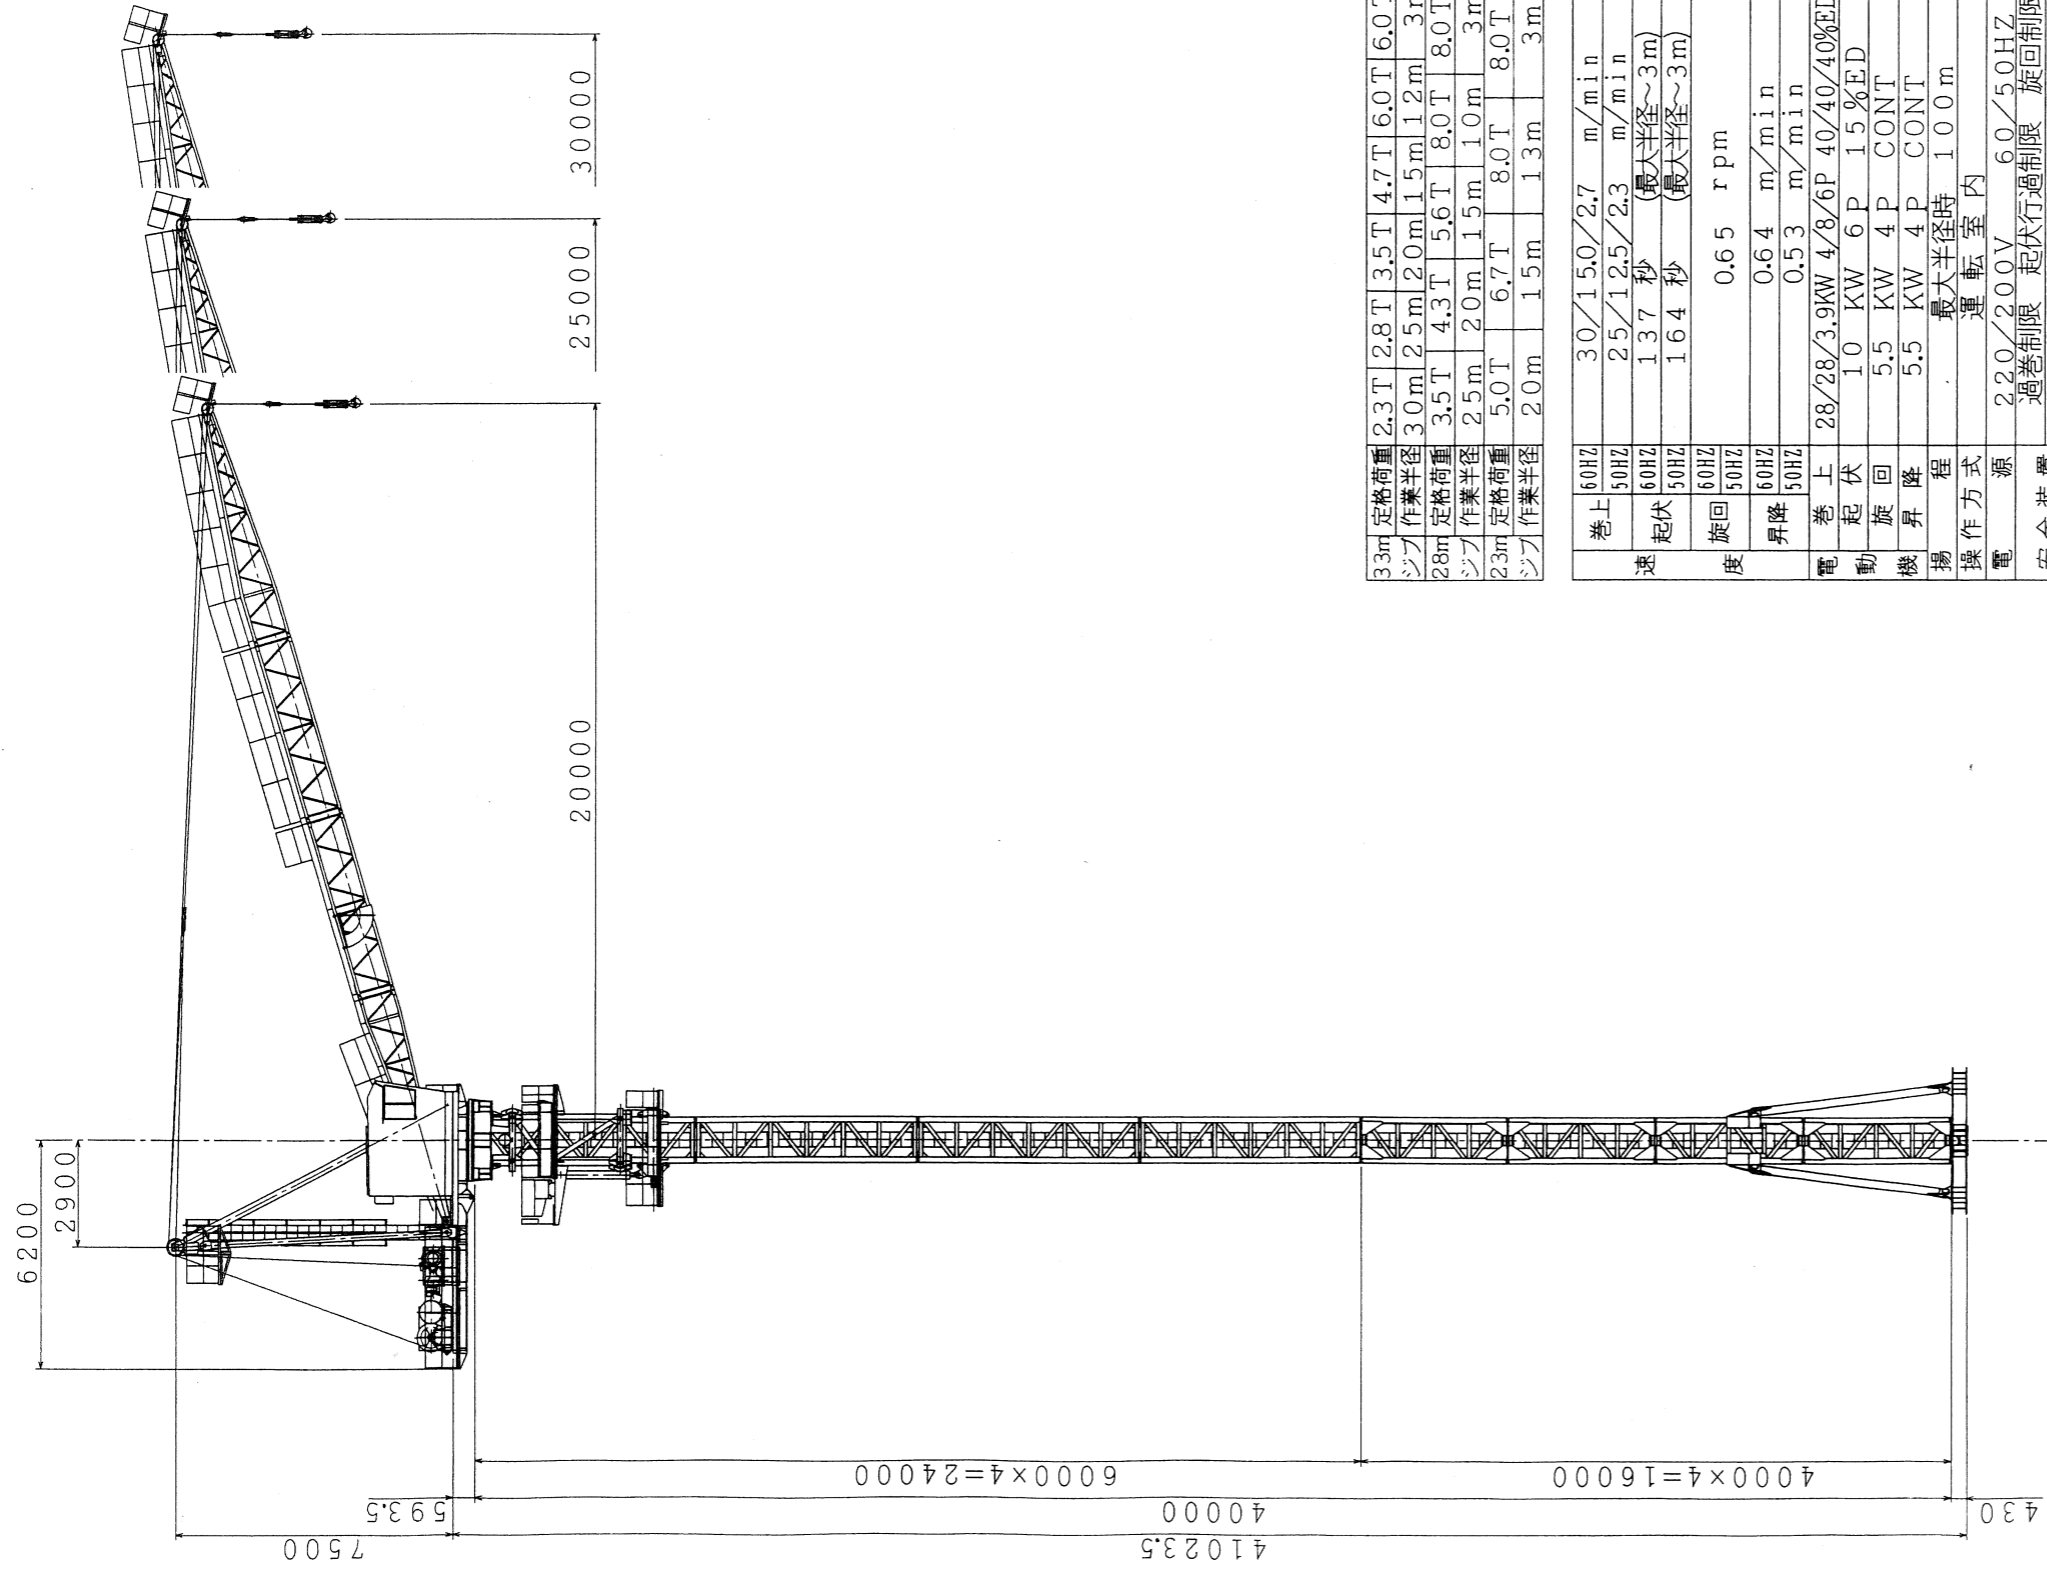 30000
25000
20000
6200
2900
7500
593.5
41023.5
40000
6000×4=24000
4000×4=16000
430
33m 定格荷重 2.3T 2.8T 3.5T 4.7T 6.0T 6.0T
ジブ 作業半径 30m 25m 20m 15m 12m 3m
28m 定格荷重 3.5T 4.3T 5.6T 8.0T 8.0T
ジブ 作業半径 25m 20m 15m 10m 3m
23m 定格荷重 5.0T 6.7T 8.0T 8.0T
ジブ 作業半径 20m 15m 13m 3m
速度 巻上 60HZ 30/15.0/2.7 m/min
50HZ 25/12.5/2.3 m/min
起伏 60HZ 137 秒 (最大半径~3m)
50HZ 164 秒 (最大半径~3m)
旋回 60HZ 50HZ 0.65 rpm
昇降 60HZ 0.64 m/min
50HZ 0.53 m/min
電動機 巻上 28/28/3.9KW 4/8/6P 40/40/40%ED
起伏 10 KW 6P 15%ED
旋回 5.5 KW 4P CONT
昇降 5.5 KW 4P CONT
揚程 最大半径時 100m
操作方式 運転室内
電源 220/200V 60/50HZ
過巻制限 起伏行過制限 旋回制限
安全装置